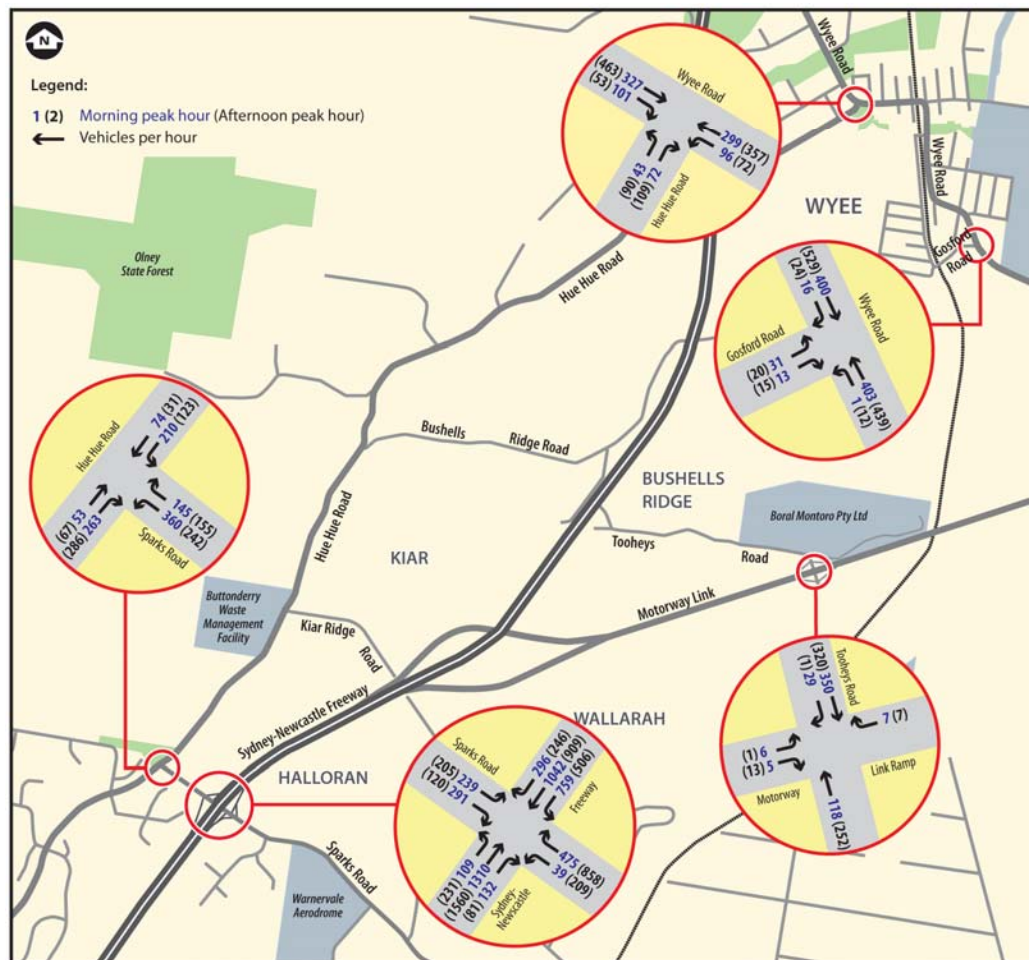 N
Legend:
1 (2) Morning peak hour (Afternoon peak hour)
Vehicles per hour
Wyee Road
(463) 327
(53) 101
Wyee Road
299 (357)
96 (72)
(90) 43
(109) 72
Hue Hue Road
Wyee Road
WYEE
Gosford
Road
Olney
State Forest
Hue Hue Road
(529) 400
(24) 16
Wyee Road
Gosford Road
(20) 31
(15) 13
403 (439)
1 (12)
Hue Hue Road
74 (31)
210 (123)
(67) 53
(286) 263
145 (155)
360 (242)
Sparks Road
Bushells
Ridge Road
BUSHELLS
RIDGE
Boral Montoro Pty Ltd
Hue Hue Road
KIAR
Tooheys
Road
Motorway Link
Buttonderry
Waste
Management
Facility
Kiar Ridge
Road
(320) 350
(1) 29
Tooheys Road
7 (7)
(1) 6
(13) 5
Link Ramp
Motorway
118 (252)
Sydney-Newcastle Freeway
HALLORAN
WALLARAH
Sparks Road
(205) 239
(120) 291
296 (246)
1042 (909)
759 (506)
Freeway
(231) 109
(1560) 1310
(81) 132
475 (858)
39 (209)
Sydney-
Newcastle
Sparks Road
Warnervale
Aerodrome